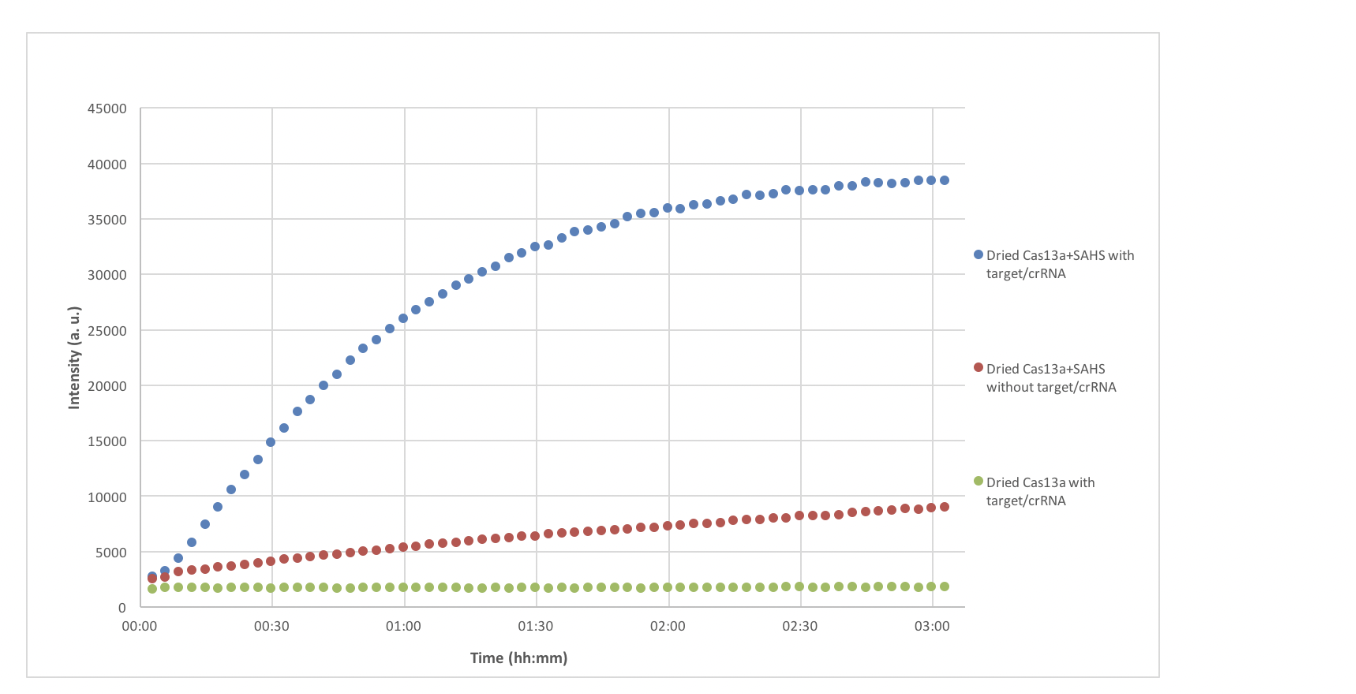 45000
40000
35000
30000
25000
20000
15000
10000
5000
0
Intensity (a. u.)
00:00
00:30
01:00
01:30
02:00
02:30
03:00
Time (hh:mm)
Dried Cas13a+SAHS with
target/crRNA
Dried Cas13a+SAHS
without target/crRNA
Dried Cas13a with
target/crRNA